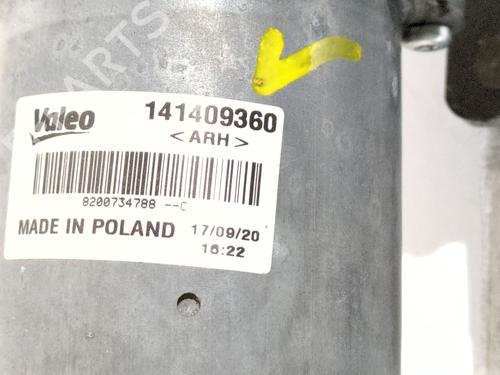 Valeo
141409360
<ARH>
8200734788 --C
MADE IN POLAND
17/09/20
16:22